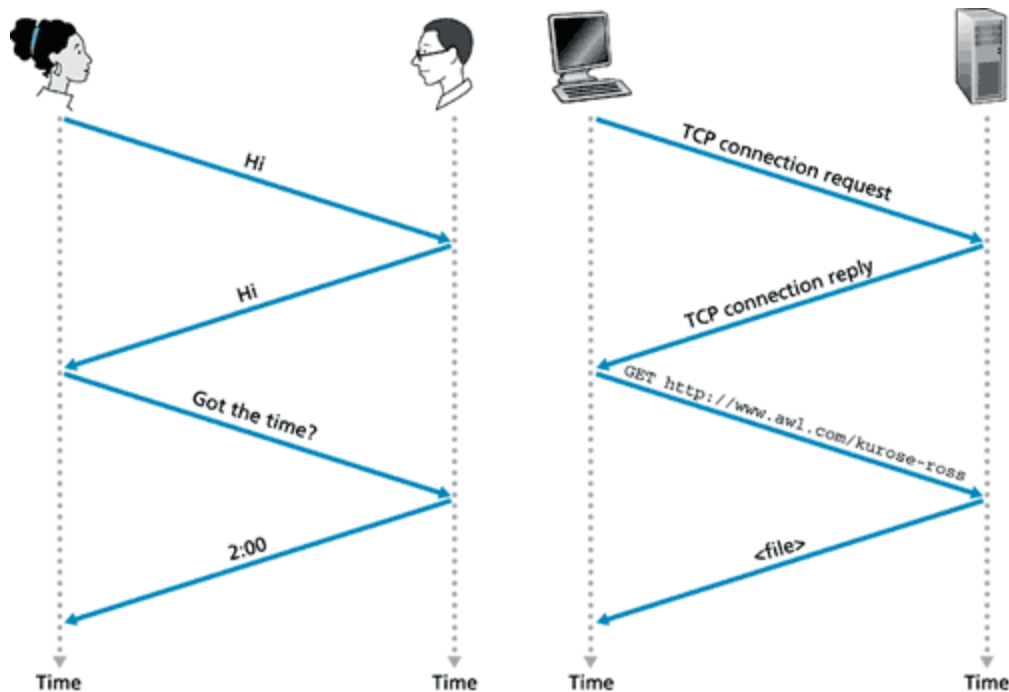 Hi
Hi
Got the time?
2:00
Time
Time
TCP connection request
TCP connection reply
GET http://www.awl.com/kurose-ross
<file>
Time
Time